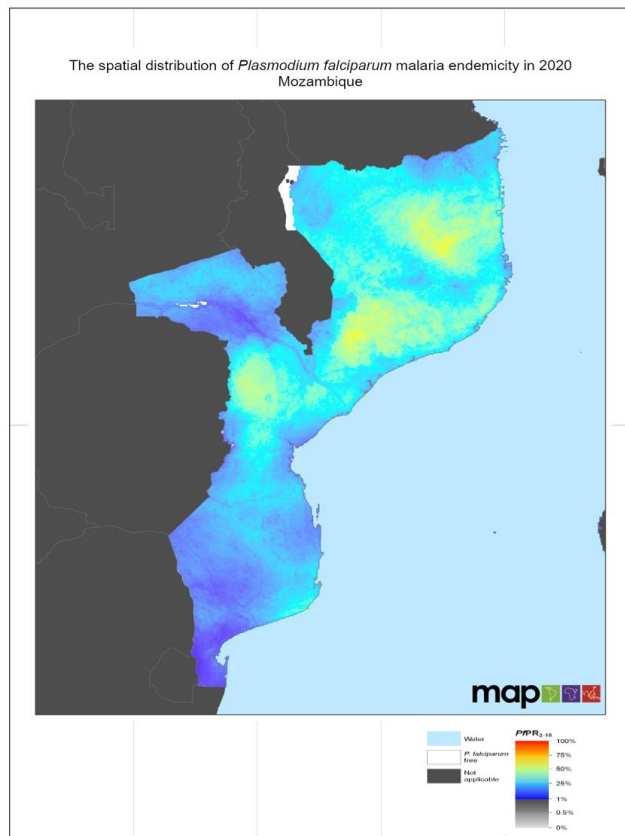 The spatial distribution of Plasmodium falciparum malaria endemicity in 2020
Mozambique
map
Water
P. falciparum
free
Not
applicable
PfPR2-10
100%
75%
50%
25%
1%
0.5%
0%